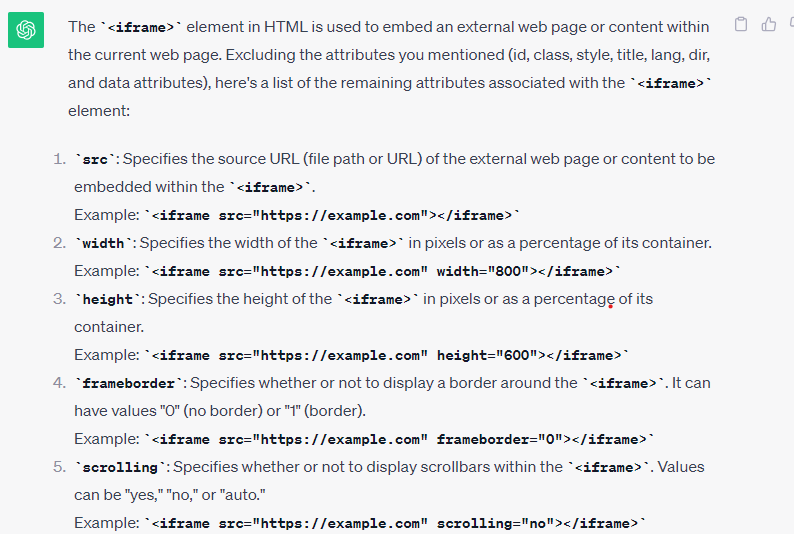 The `<iframe>` element in HTML is used to embed an external web page or content within
the current web page. Excluding the attributes you mentioned (id, class, style, title, lang, dir,
and data attributes), here's a list of the remaining attributes associated with the `<iframe>`
element:
1. `src`: Specifies the source URL (file path or URL) of the external web page or content to be
embedded within the `<iframe>`.
Example: `<iframe src="https://example.com"></iframe>`
2. `width`: Specifies the width of the `<iframe>` in pixels or as a percentage of its container.
Example: `<iframe src="https://example.com" width="800"></iframe>`
3. `height`: Specifies the height of the `<iframe>` in pixels or as a percentage of its
container.
Example: `<iframe src="https://example.com" height="600"></iframe>`
4. `frameborder`: Specifies whether or not to display a border around the `<iframe>`. It can
have values "0" (no border) or "1" (border).
Example: `<iframe src="https://example.com" frameborder="0"></iframe>`
5. `scrolling`: Specifies whether or not to display scrollbars within the `<iframe>`. Values
can be "yes," "no," or "auto."
Example: `<iframe src="https://example.com" scrolling="no"></iframe>`